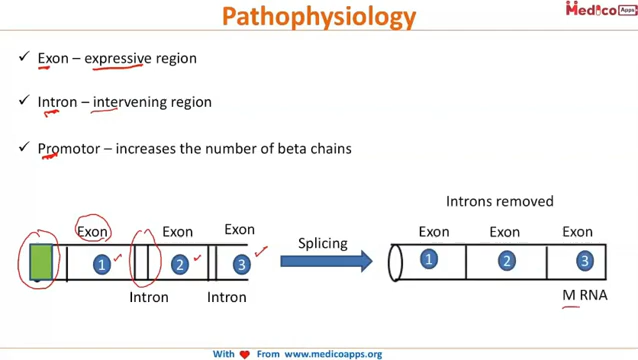 Pathophysiology
Medico Apps
✓ Exon – expressive region
✓ Intron – intervening region
✓ Promotor – increases the number of beta chains
Introns removed
Exon Exon Exon
Splicing
Exon Exon Exon
1 2 3
1 2 3
Intron Intron
M RNA
With ♥ From www.medicoapps.org